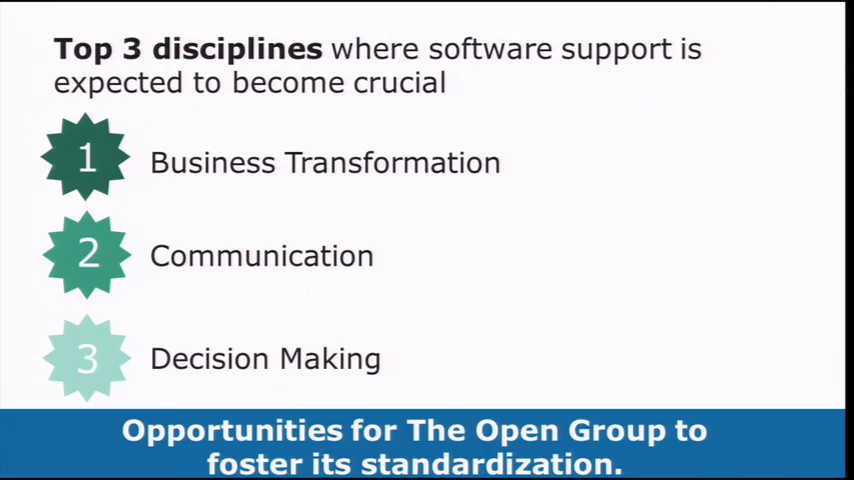 Top 3 disciplines where software support is
expected to become crucial
1
Business Transformation
2
Communication
3
Decision Making
Opportunities for The Open Group to
foster its standardization.